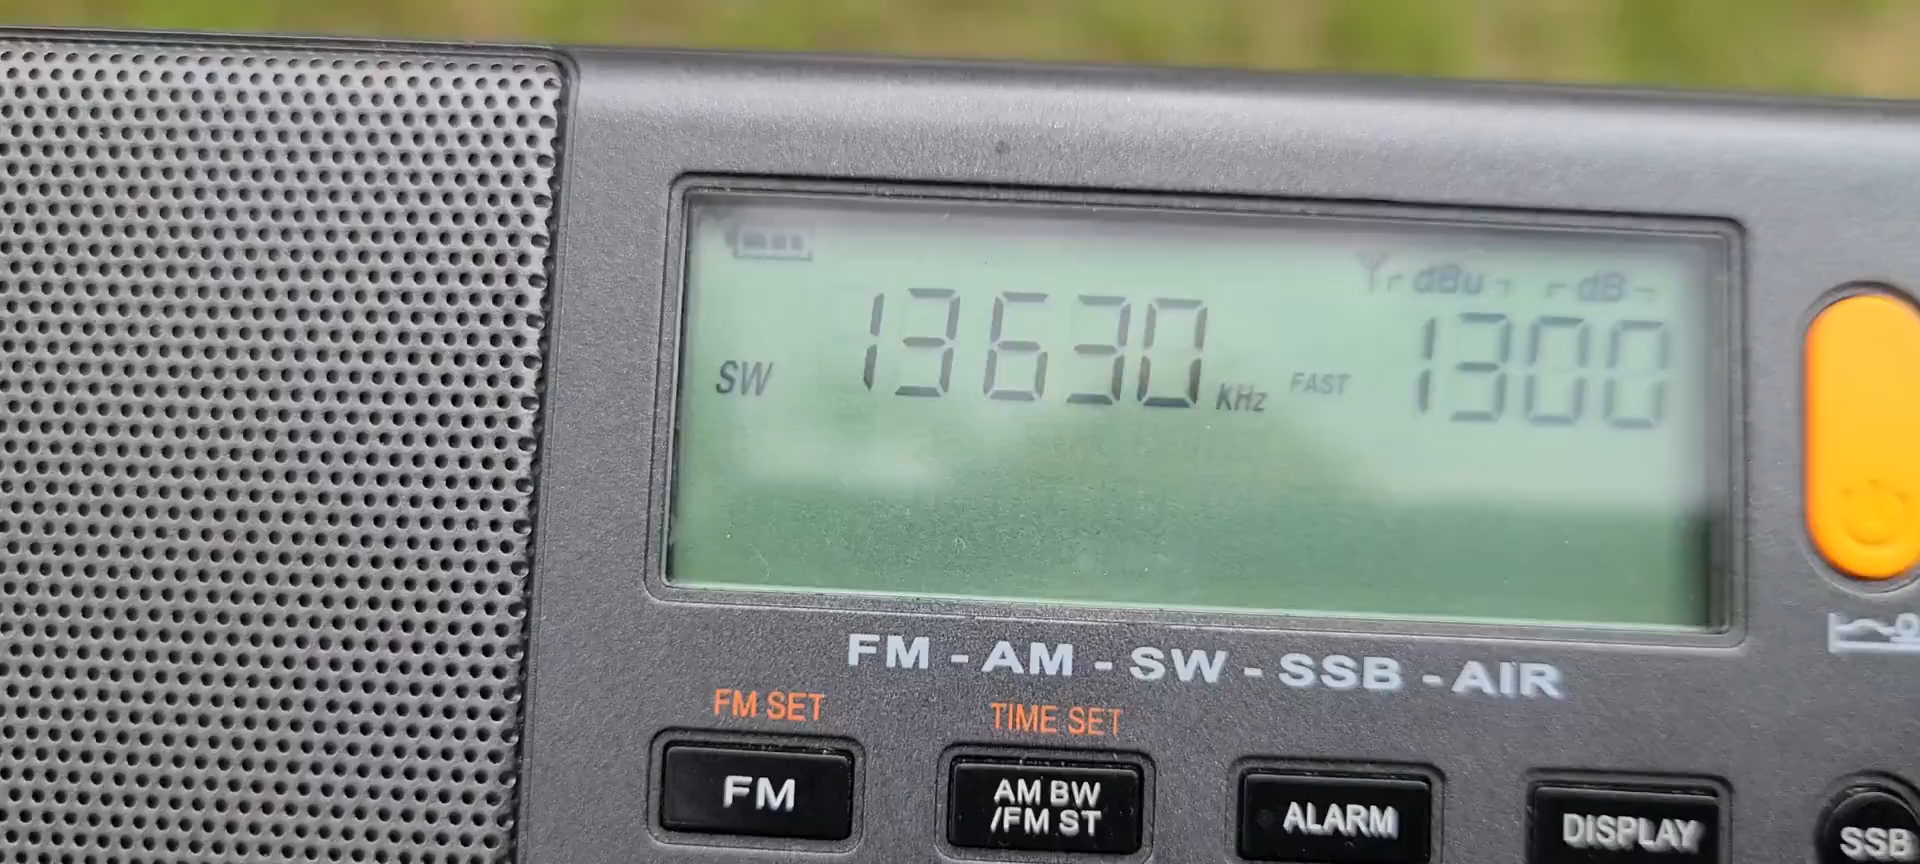 dBu dB
SW 13630 KHz FAST 1300
FM - AM - SW - SSB - AIR
FM SET TIME SET
FM AM BW /FM ST ALARM DISPLAY SSB